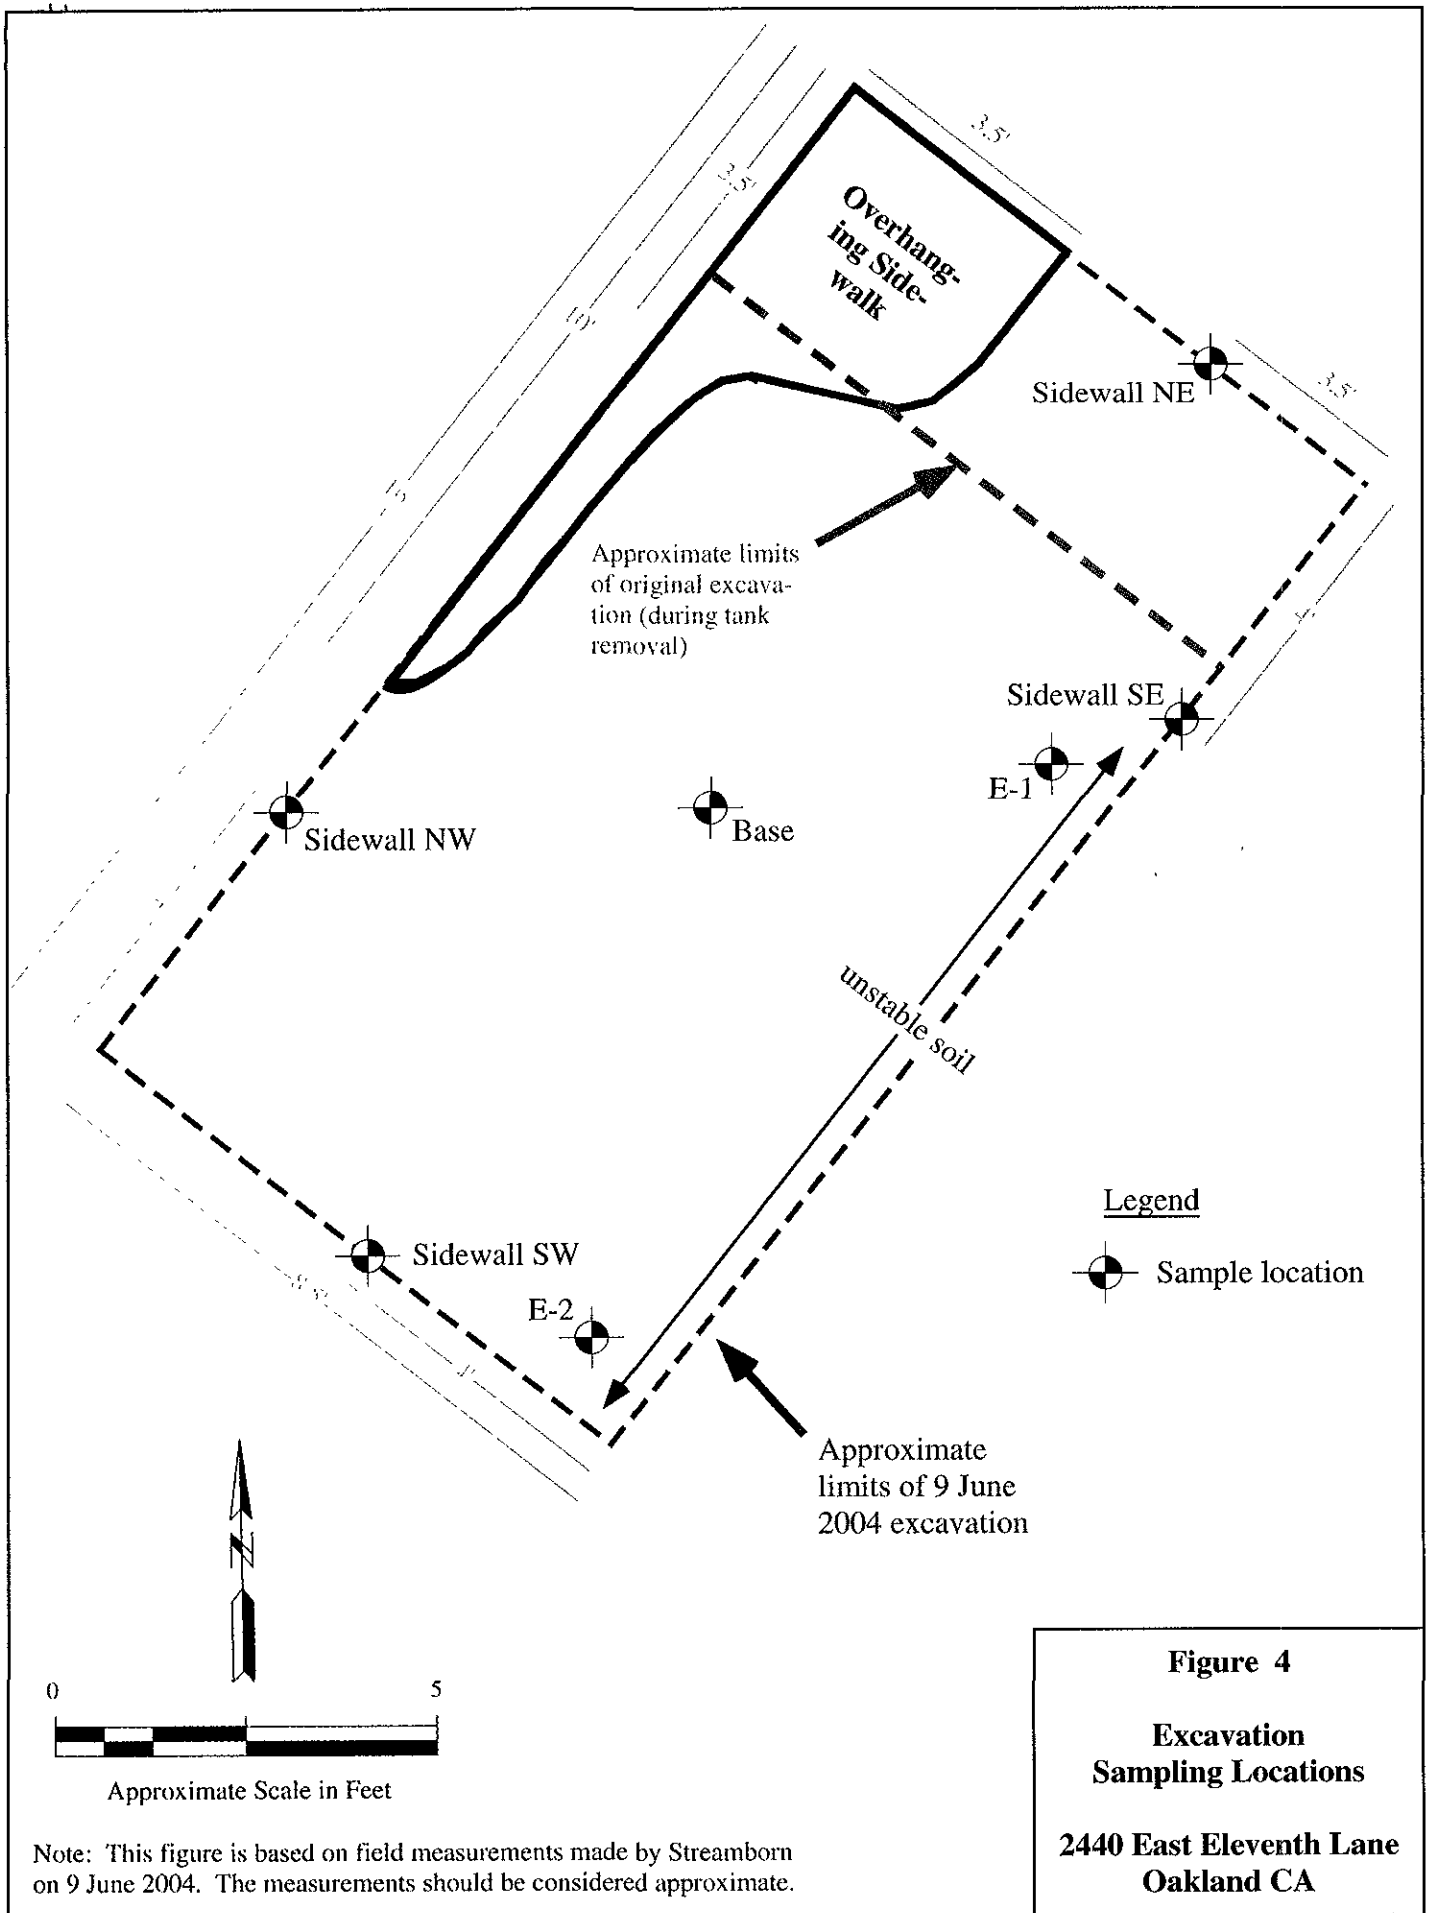 3.5'
3.5'
Overhang-
ing Side-
walk
10'
3.5'
Sidewall NE
Approximate limits
of original excava-
tion (during tank
removal)
4'
Sidewall SE
E-1
Sidewall NW
Base
unstable soil
Legend
Sample location
Sidewall SW
E-2
4'
Approximate
limits of 9 June
2004 excavation
N
0 5
Approximate Scale in Feet
Note: This figure is based on field measurements made by Streamborn
on 9 June 2004. The measurements should be considered approximate.
Figure 4
Excavation
Sampling Locations
2440 East Eleventh Lane
Oakland CA